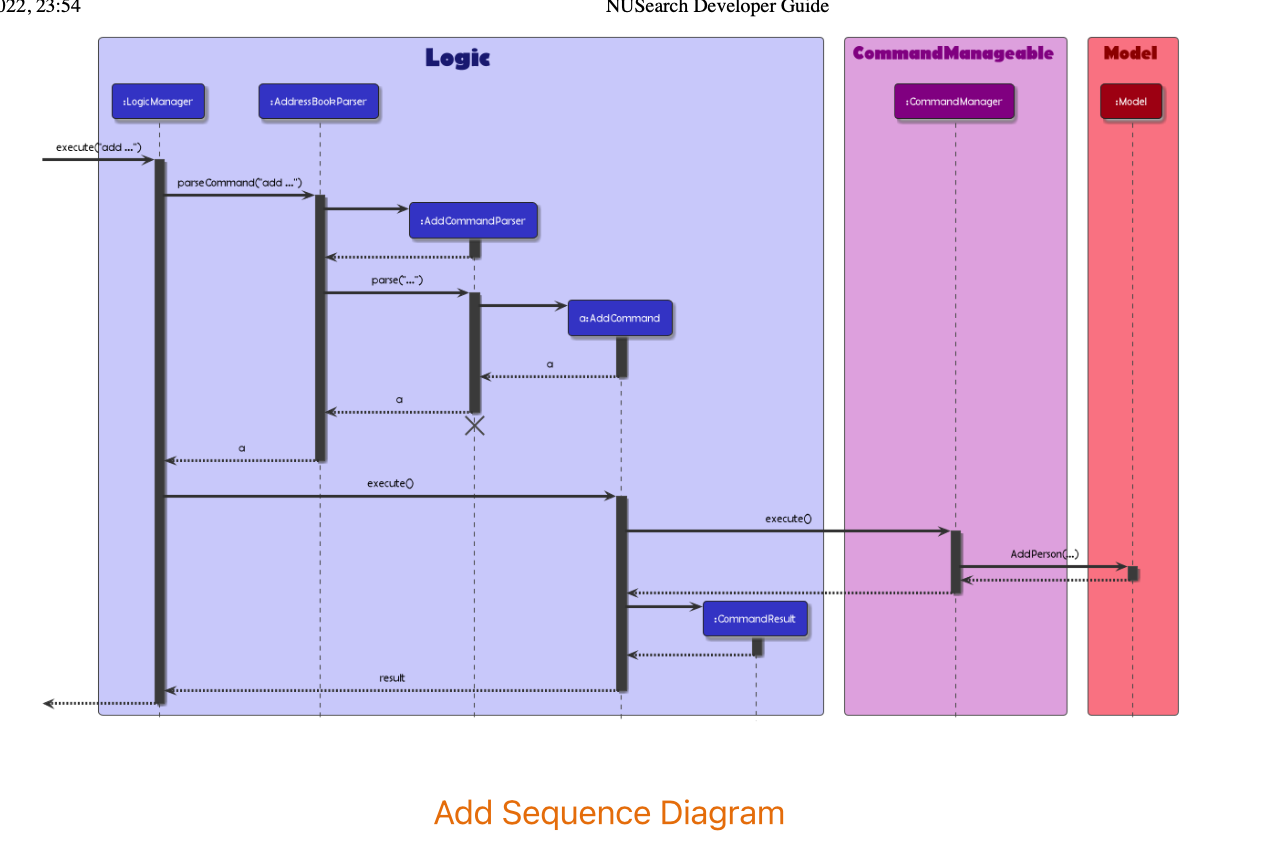 022, 23:54
NUSearch Developer Guide
Logic
CommandManageable
Model
:LogicManager
:AddressBookParser
:CommandManager
:Model
execute("add ...")
parseCommand("add ...")
:AddCommandParser
parse("...")
a:AddCommand
a
a
a
execute()
execute()
AddPerson(...)
:CommandResult
result
Add Sequence Diagram